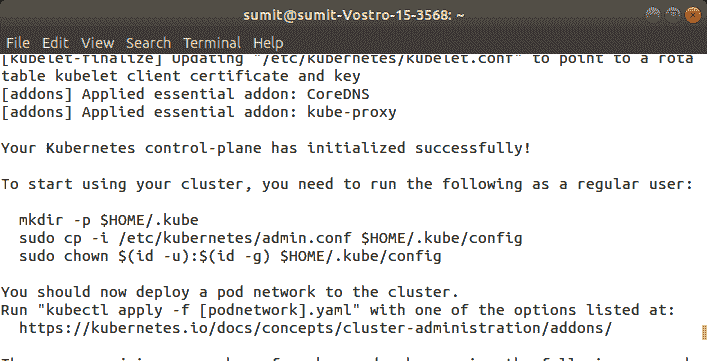 sumit@sumit-Vostro-15-3568: ~
File Edit View Search Terminal Help
[kubelet-finalize] Updating "/etc/kubernetes/kubelet.conf" to point to a rota
table kubelet client certificate and key
[addons] Applied essential addon: CoreDNS
[addons] Applied essential addon: kube-proxy
Your Kubernetes control-plane has initialized successfully!
To start using your cluster, you need to run the following as a regular user:
mkdir -p $HOME/.kube
sudo cp -i /etc/kubernetes/admin.conf $HOME/.kube/config
sudo chown $(id -u):$(id -g) $HOME/.kube/config
You should now deploy a pod network to the cluster.
Run "kubectl apply -f [podnetwork].yaml" with one of the options listed at:
https://kubernetes.io/docs/concepts/cluster-administration/addons/